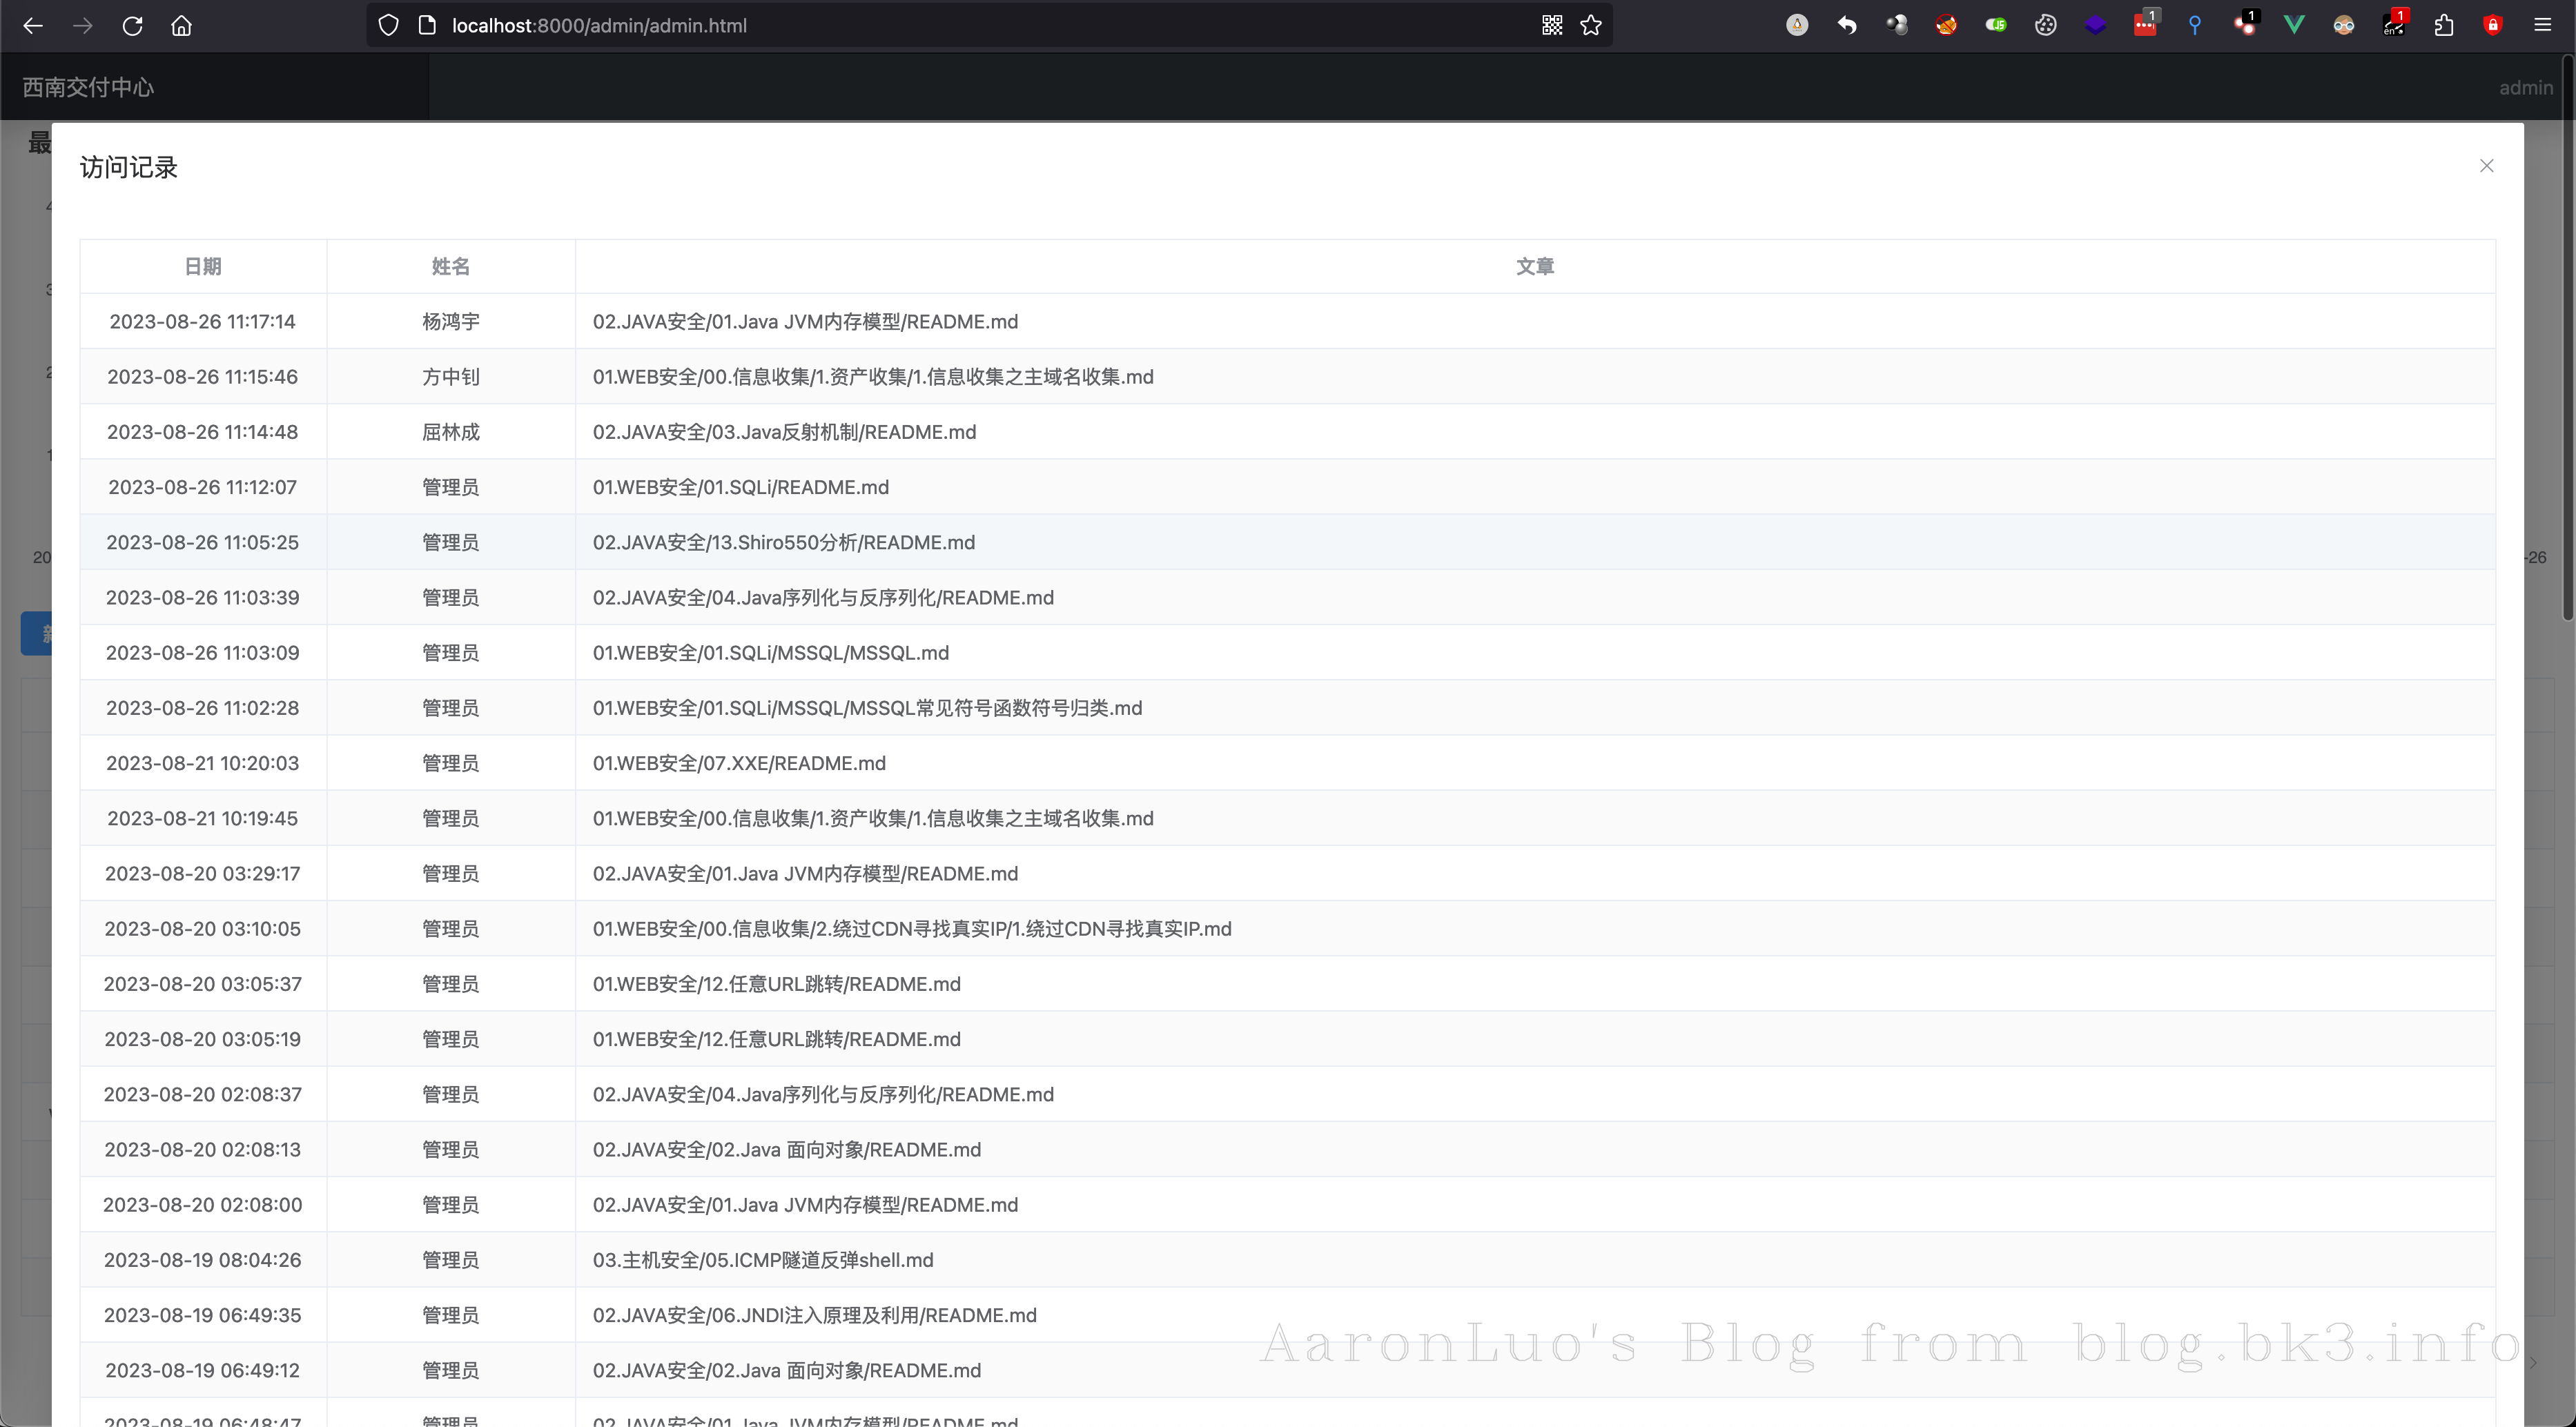 localhost:8000/admin/admin.html
1
1
1
en
西南交付中心
admin
最
访问记录
4
3
2
1
20
-26
日期 姓名 文章
2023-08-26 11:17:14 杨鸿宇 02.JAVA安全/01.Java JVM内存模型/README.md
2023-08-26 11:15:46 方中钊 01.WEB安全/00.信息收集/1.资产收集/1.信息收集之主域名收集.md
2023-08-26 11:14:48 屈林成 02.JAVA安全/03.Java反射机制/README.md
2023-08-26 11:12:07 管理员 01.WEB安全/01.SQLi/README.md
2023-08-26 11:05:25 管理员 02.JAVA安全/13.Shiro550分析/README.md
2023-08-26 11:03:39 管理员 02.JAVA安全/04.Java序列化与反序列化/README.md
2023-08-26 11:03:09 管理员 01.WEB安全/01.SQLi/MSSQL/MSSQL.md
2023-08-26 11:02:28 管理员 01.WEB安全/01.SQLi/MSSQL/MSSQL常见符号函数符号归类.md
2023-08-21 10:20:03 管理员 01.WEB安全/07.XXE/README.md
2023-08-21 10:19:45 管理员 01.WEB安全/00.信息收集/1.资产收集/1.信息收集之主域名收集.md
2023-08-20 03:29:17 管理员 02.JAVA安全/01.Java JVM内存模型/README.md
2023-08-20 03:10:05 管理员 01.WEB安全/00.信息收集/2.绕过CDN寻找真实IP/1.绕过CDN寻找真实IP.md
2023-08-20 03:05:37 管理员 01.WEB安全/12.任意URL跳转/README.md
2023-08-20 03:05:19 管理员 01.WEB安全/12.任意URL跳转/README.md
2023-08-20 02:08:37 管理员 02.JAVA安全/04.Java序列化与反序列化/README.md
2023-08-20 02:08:13 管理员 02.JAVA安全/02.Java 面向对象/README.md
2023-08-20 02:08:00 管理员 02.JAVA安全/01.Java JVM内存模型/README.md
2023-08-19 08:04:26 管理员 03.主机安全/05.ICMP隧道反弹shell.md
2023-08-19 06:49:35 管理员 02.JAVA安全/06.JNDI注入原理及利用/README.md
2023-08-19 06:49:12 管理员 02.JAVA安全/02.Java 面向对象/README.md
2023-08-19 06:48:47 管理员 02.JAVA安全/01.Java JVM内存模型/README.md
AaronLuo's Blog from blog.bk3.info